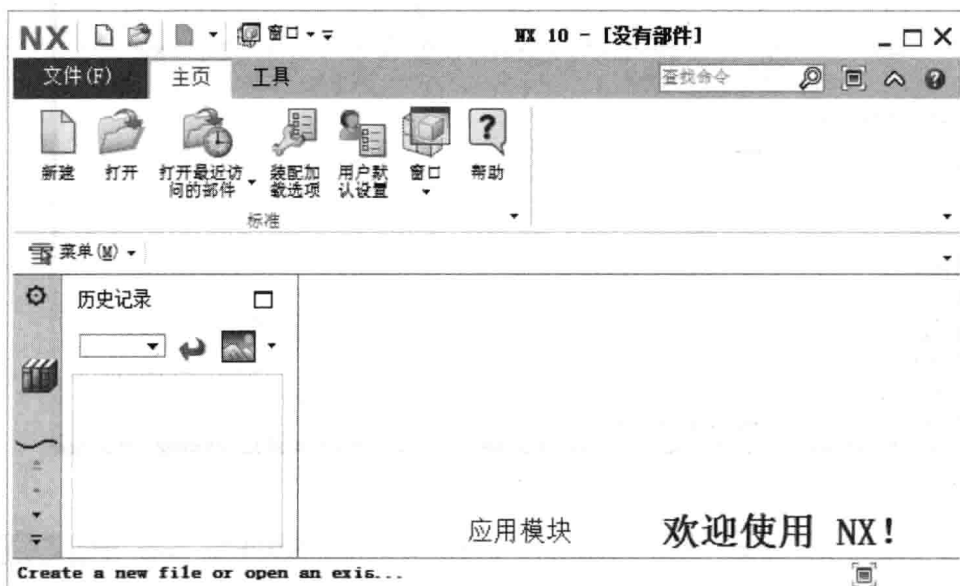 NX 窗口 NX 10 - [没有部件]
文件(F) 主页 工具 查找命令
新建 打开 打开最近访问的部件 装配加载选项 用户默认设置 窗口 帮助
标准
菜单(M)
历史记录
应用模块 欢迎使用 NX!
Create a new file or open an exis...